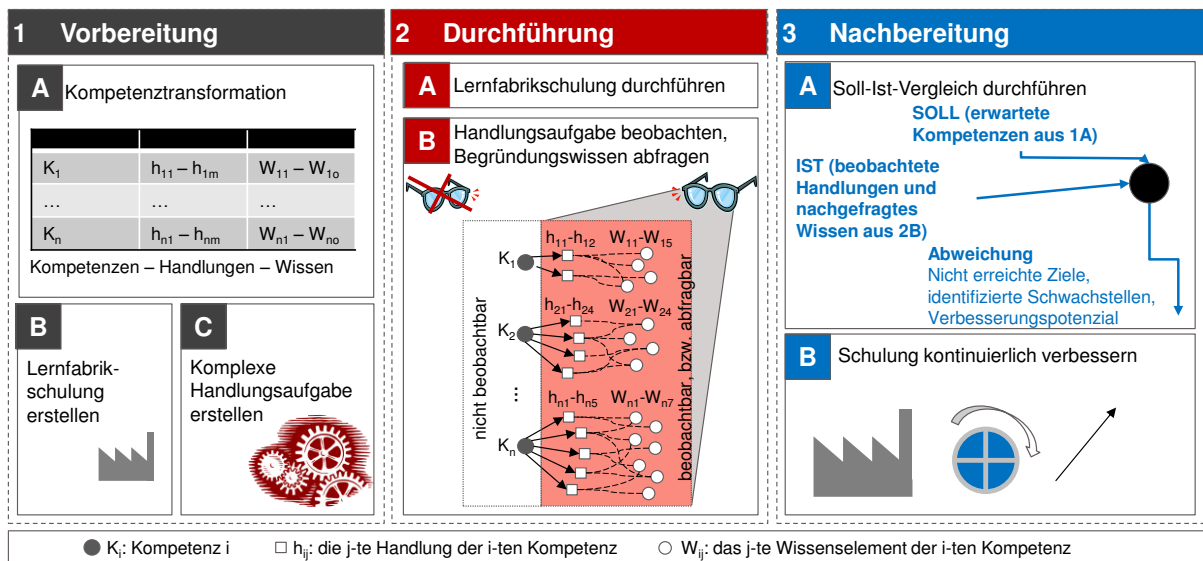 1 Vorbereitung
A Kompetenztransformation
K1 h11 – h1m W11 – W1o
... ... ...
Kn hn1 – hnm Wn1 – Wno
Kompetenzen – Handlungen – Wissen
B
Lernfabrik-
schulung
erstellen
C
Komplexe
Handlungsaufgabe
erstellen
2 Durchführung
A Lernfabrikschulung durchführen
B Handlungsaufgabe beobachten,
Begründungswissen abfragen
nicht beobachtbar
h11-h12 W11-W15
K1
h21-h24 W21-W24
K2
...
hn1-hn5 Wn1-Wn7
Kn
beobachtbar, bzw. abfragbar
3 Nachbereitung
A Soll-Ist-Vergleich durchführen
SOLL (erwartete
Kompetenzen aus 1A)
IST (beobachtete
Handlungen und
nachgefragtes
Wissen aus 2B)
Abweichung
Nicht erreichte Ziele,
identifizierte Schwachstellen,
Verbesserungspotenzial
B Schulung kontinuierlich verbessern
Ki: Kompetenz i
hij: die j-te Handlung der i-ten Kompetenz
Wij: das j-te Wissenselement der i-ten Kompetenz